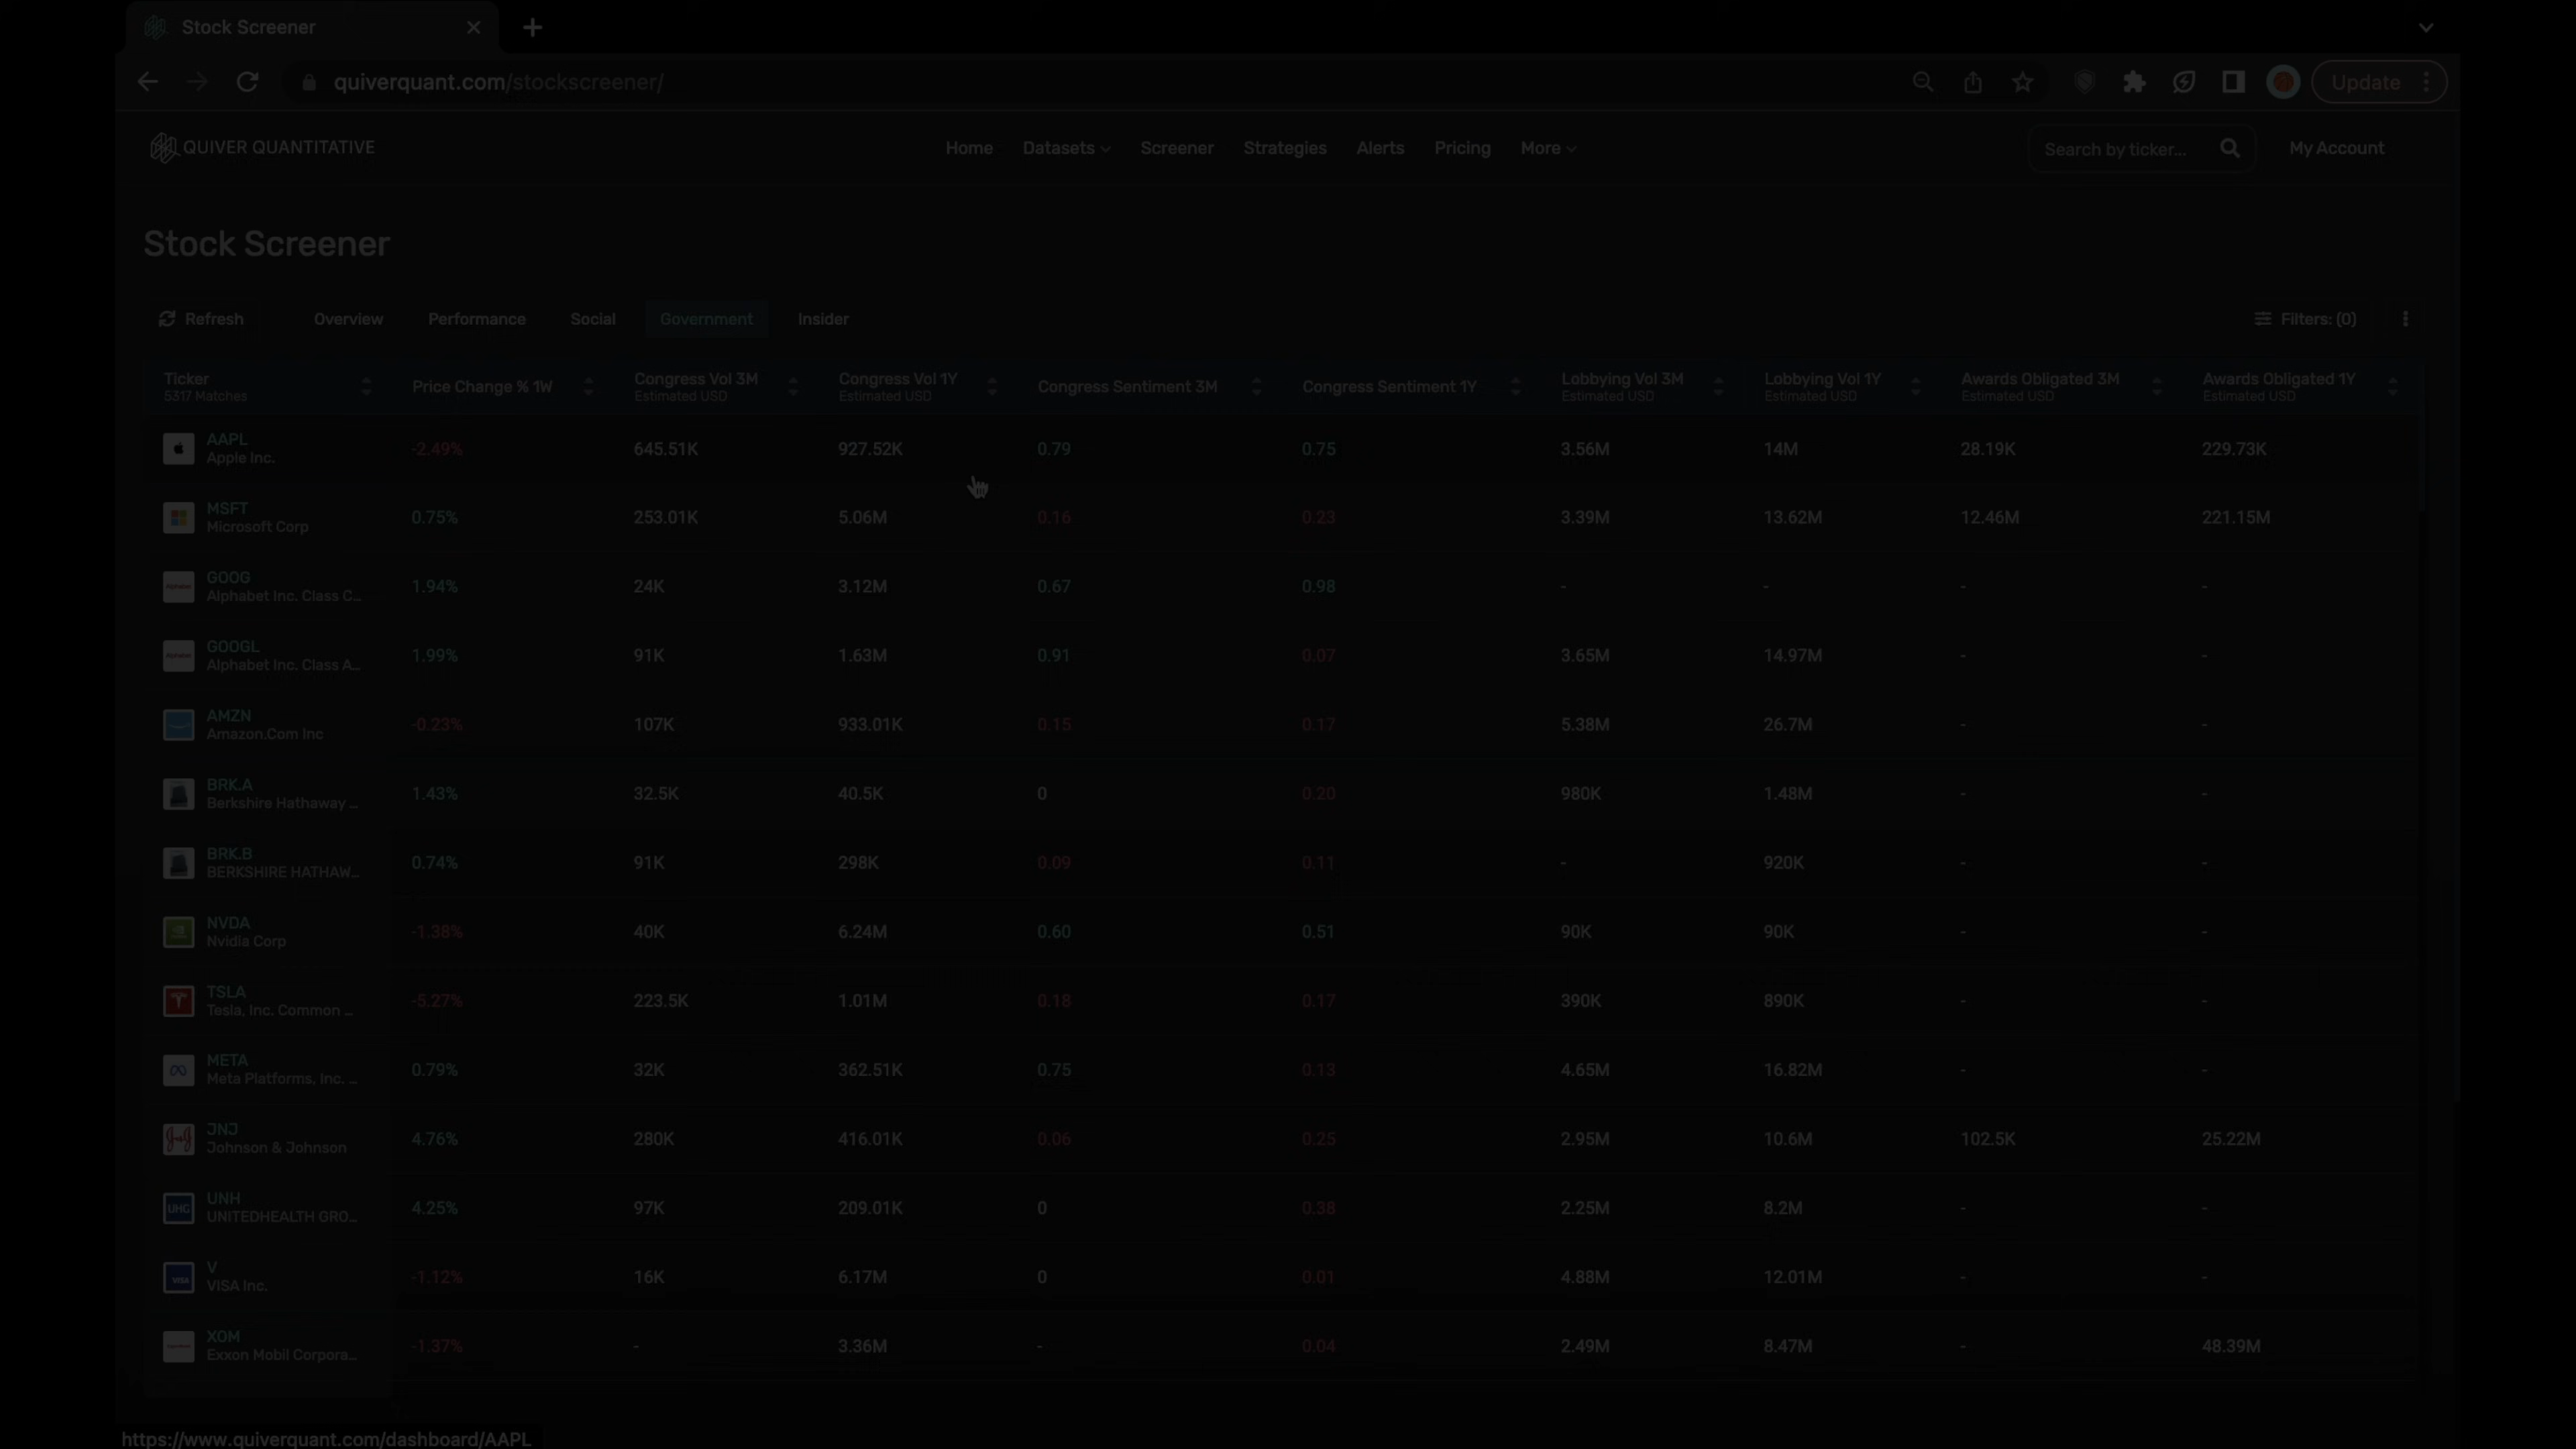 Stock Screener
quiverquant.com/stockscreener/
Update
QUIVER QUANTITATIVE
Home Datasets Screener Strategies Alerts Pricing More
Search by ticker...
My Account
Stock Screener
Refresh Overview Performance Social Government Insider Filters: (0)
Ticker Price Change % 1W Congress Vol 3M Congress Vol 1Y Congress Sentiment 3M Congress Sentiment 1Y Lobbying Vol 3M Lobbying Vol 1Y Awards Obligated 3M Awards Obligated 1Y
5317 Matches Estimated USD Estimated USD Estimated USD Estimated USD Estimated USD Estimated USD
AAPL
Apple Inc.
-2.49% 645.51K 927.52K 0.79 0.75 3.56M 14M 28.19K 229.73K
MSFT
Microsoft Corp
0.75% 253.01K 5.06M 0.16 0.23 3.39M 13.62M 12.46M 221.15M
GOOG
Alphabet Inc. Class C...
1.94% 24K 3.12M 0.67 0.98 - - - -
GOOGL
Alphabet Inc. Class A...
1.99% 91K 1.63M 0.91 0.07 3.65M 14.97M - -
AMZN
Amazon.Com Inc
-0.23% 107K 933.01K 0.15 0.17 5.38M 26.7M - -
BRK.A
Berkshire Hathaway ...
1.43% 32.5K 40.5K 0 0.20 980K 1.48M - -
BRK.B
BERKSHIRE HATHAW...
0.74% 91K 298K 0.09 0.11 - 920K - -
NVDA
Nvidia Corp
-1.38% 40K 6.24M 0.60 0.51 90K 90K - -
TSLA
Tesla, Inc. Common ...
-5.27% 223.5K 1.01M 0.18 0.17 390K 890K - -
META
Meta Platforms, Inc. ...
0.79% 32K 362.51K 0.75 0.13 4.65M 16.82M - -
JNJ
Johnson & Johnson
4.76% 280K 416.01K 0.06 0.25 2.95M 10.6M 102.5K 25.22M
UHG
UNH
UNITEDHEALTH GRO...
4.25% 97K 209.01K 0 0.38 2.25M 8.2M - -
VISA
V
VISA Inc.
-1.12% 16K 6.17M 0 0.01 4.88M 12.01M - -
XOM
Exxon Mobil Corpora...
-1.37% - 3.36M - 0.04 2.49M 8.47M - 48.39M
https://www.quiverquant.com/dashboard/AAPL